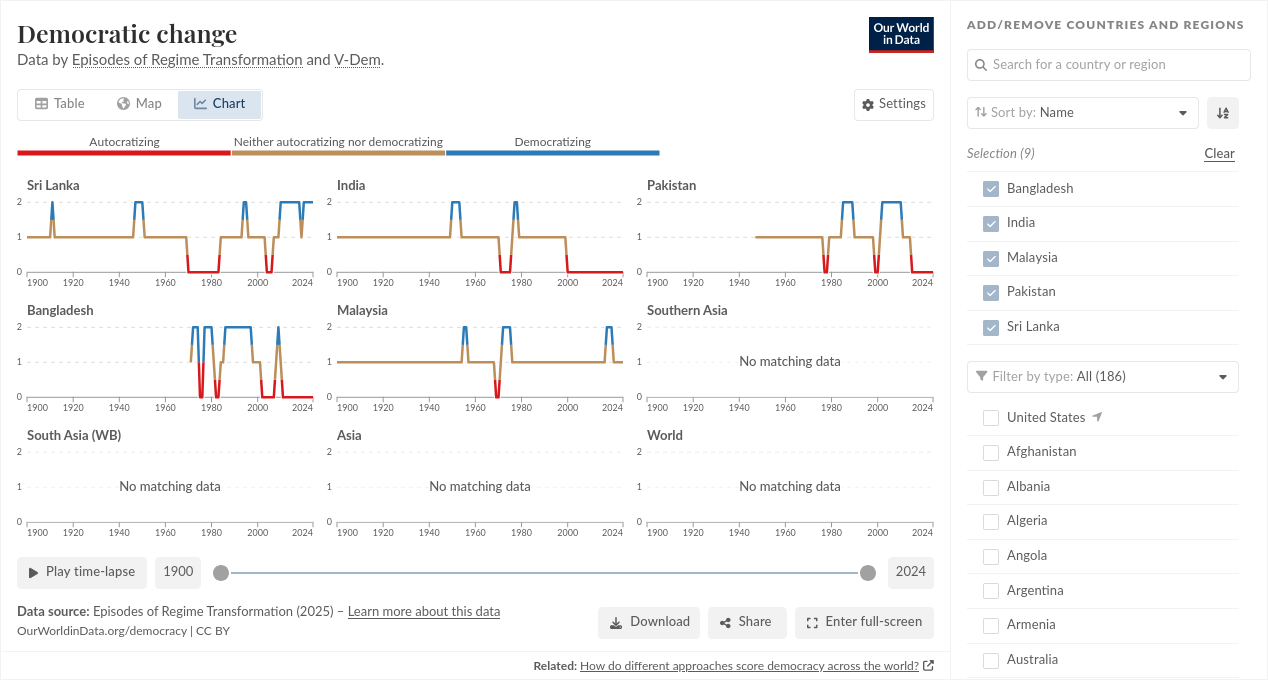 Democratic change
Data by Episodes of Regime Transformation and V-Dem.
Our World
in Data
Table
Map
Chart
Settings
Autocratizing
Neither autocratizing nor democratizing
Democratizing
Sri Lanka
2
1
0
1900 1920 1940 1960 1980 2000 2024
India
2
1
0
1900 1920 1940 1960 1980 2000 2024
Pakistan
2
1
0
1900 1920 1940 1960 1980 2000 2024
Bangladesh
2
1
0
1900 1920 1940 1960 1980 2000 2024
Malaysia
2
1
0
1900 1920 1940 1960 1980 2000 2024
Southern Asia
2
1
0
No matching data
1900 1920 1940 1960 1980 2000 2024
South Asia (WB)
2
1
0
No matching data
1900 1920 1940 1960 1980 2000 2024
Asia
2
1
0
No matching data
1900 1920 1940 1960 1980 2000 2024
World
2
1
0
No matching data
1900 1920 1940 1960 1980 2000 2024
Play time-lapse
1900
2024
Data source: Episodes of Regime Transformation (2025) – Learn more about this data
OurWorldinData.org/democracy | CC BY
Download
Share
Enter full-screen
Related: How do different approaches score democracy across the world?
ADD/REMOVE COUNTRIES AND REGIONS
Search for a country or region
Sort by: Name
Selection (9)
Clear
Bangladesh
India
Malaysia
Pakistan
Sri Lanka
Filter by type: All (186)
United States
Afghanistan
Albania
Algeria
Angola
Argentina
Armenia
Australia